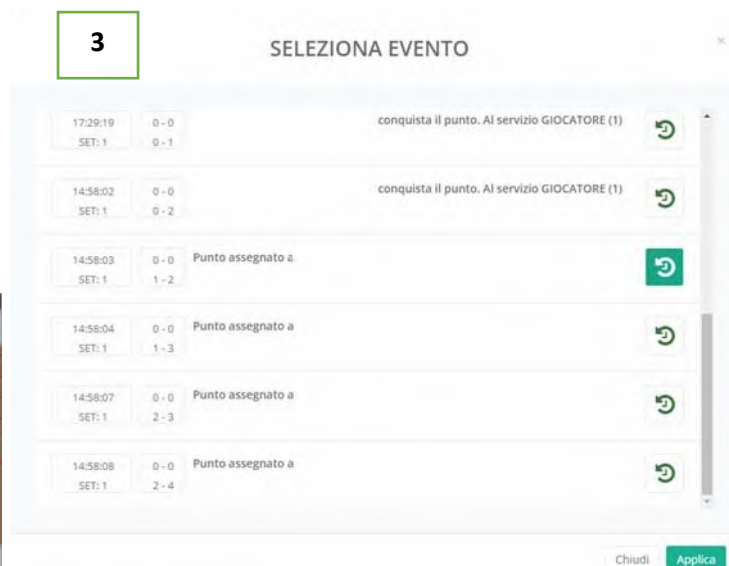 3
SELEZIONA EVENTO
×
17:29:19 0 - 0 conquista il punto. Al servizio GIOCATORE (1)
SET: 1 0 - 1
14:58:02 0 - 0 conquista il punto. Al servizio GIOCATORE (1)
SET: 1 0 - 2
14:58:03 0 - 0 Punto assegnato a
SET: 1 1 - 2
14:58:04 0 - 0 Punto assegnato a
SET: 1 1 - 3
14:58:07 0 - 0 Punto assegnato a
SET: 1 2 - 3
14:58:08 0 - 0 Punto assegnato a
SET: 1 2 - 4
Chiudi Applica